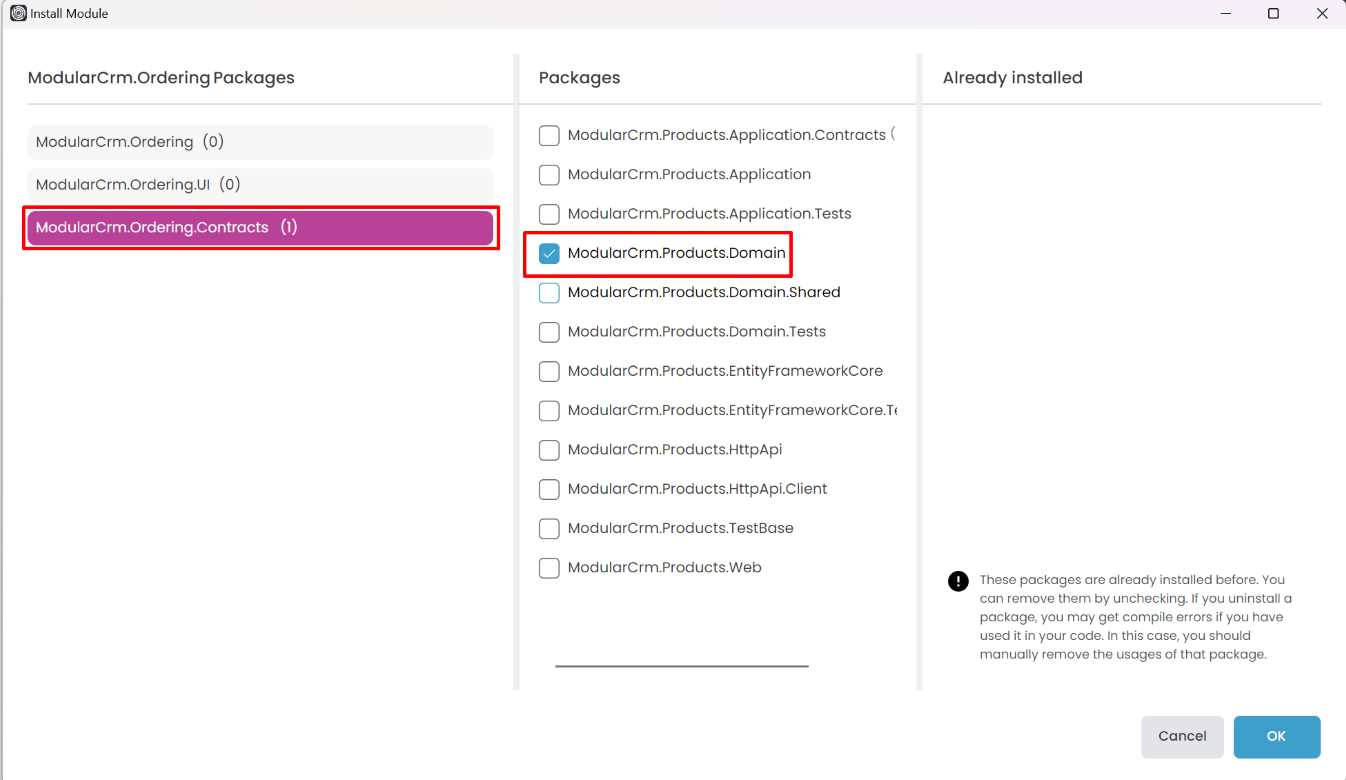 Install Module
ModularCrm.Ordering Packages
ModularCrm.Ordering (0)
ModularCrm.Ordering.UI (0)
ModularCrm.Ordering.Contracts (1)
Packages
ModularCrm.Products.Application.Contracts (
ModularCrm.Products.Application
ModularCrm.Products.Application.Tests
ModularCrm.Products.Domain
ModularCrm.Products.Domain.Shared
ModularCrm.Products.Domain.Tests
ModularCrm.Products.EntityFrameworkCore
ModularCrm.Products.EntityFrameworkCore.Te
ModularCrm.Products.HttpApi
ModularCrm.Products.HttpApi.Client
ModularCrm.Products.TestBase
ModularCrm.Products.Web
Already installed
These packages are already installed before. You
can remove them by unchecking. If you uninstall a
package, you may get compile errors if you have
used it in your code. In this case, you should
manually remove the usages of that package.
Cancel
OK